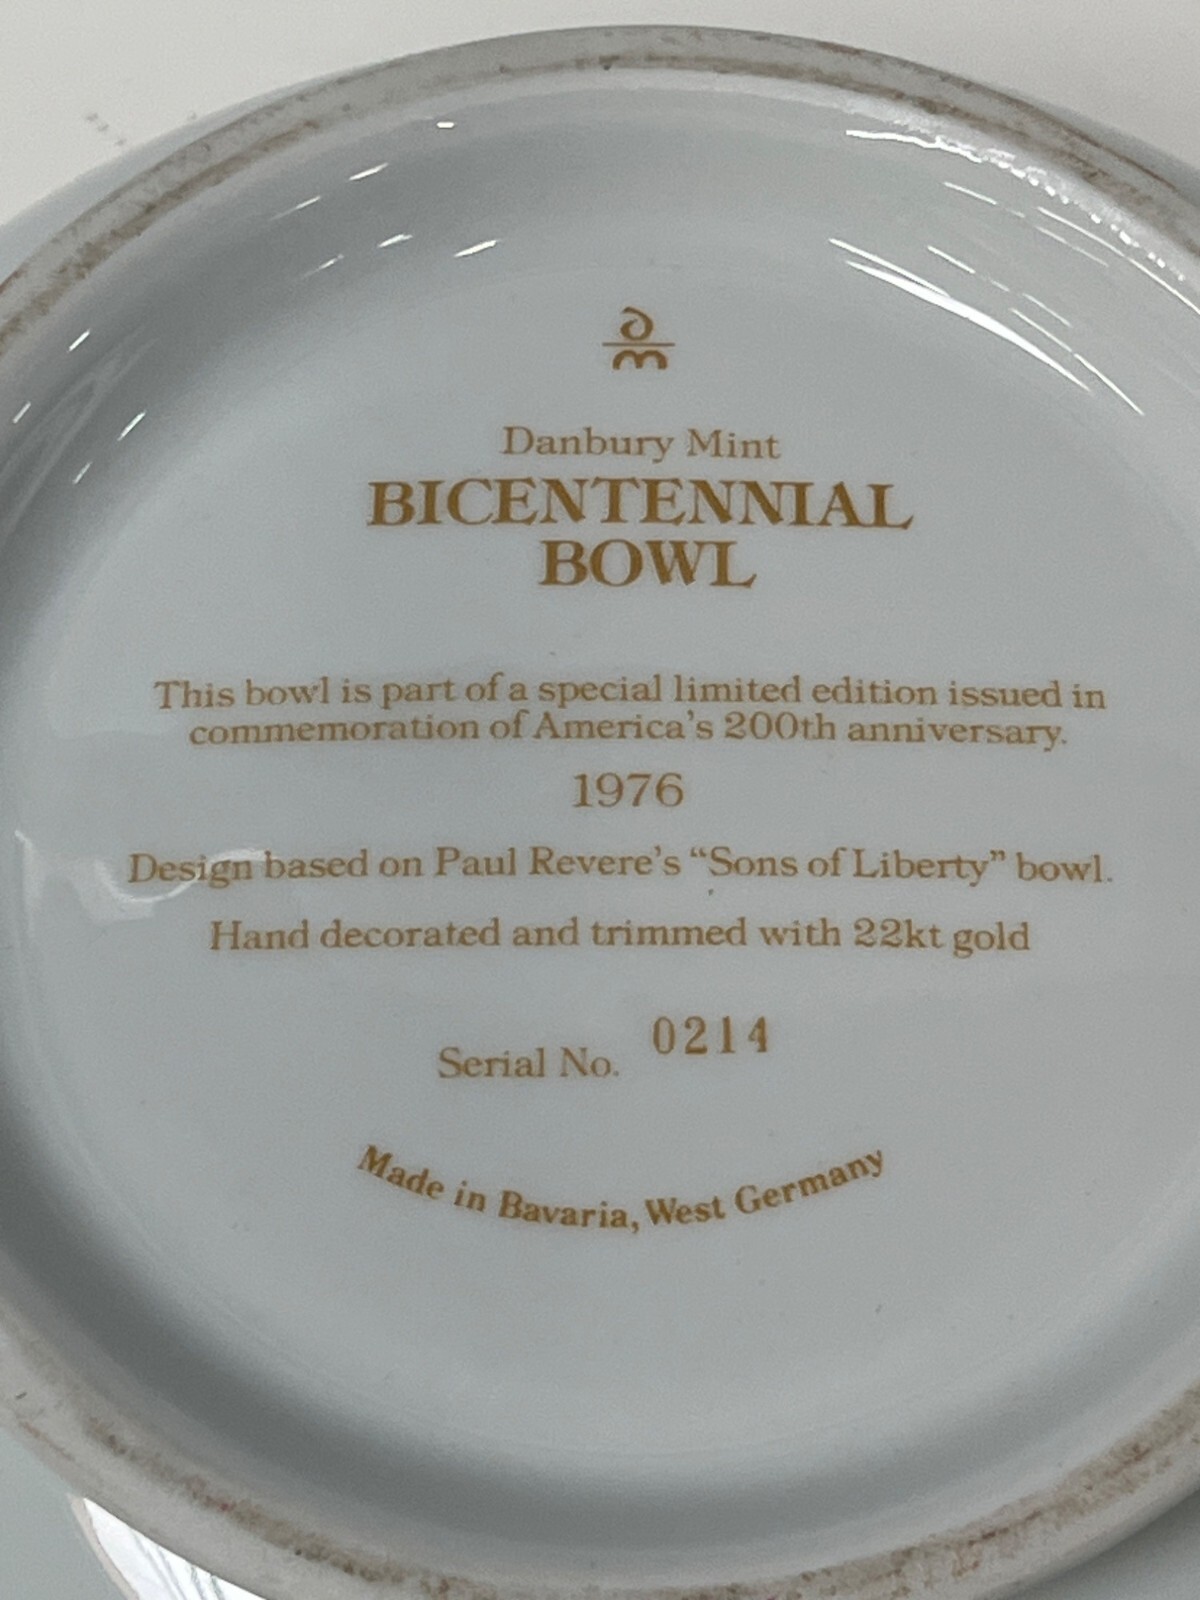 dm
Danbury Mint
BICENTENNIAL
BOWL
This bowl is part of a special limited edition issued in
commemoration of America's 200th anniversary.
1976
Design based on Paul Revere's “Sons of Liberty” bowl.
Hand decorated and trimmed with 22kt gold
Serial No. 0214
Made in Bavaria, West Germany